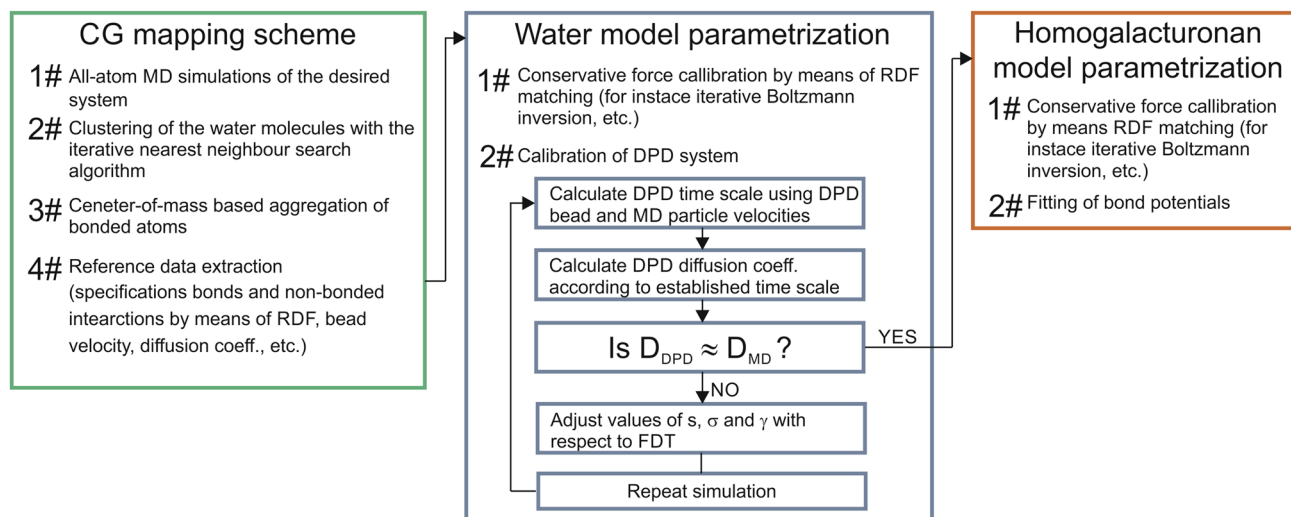 CG mapping scheme
1# All-atom MD simulations of the desired
system
2# Clustering of the water molecules with the
iterative nearest neighbour search
algorithm
3# Ceneter-of-mass based aggregation of
bonded atoms
4# Reference data extraction
(specifications bonds and non-bonded
intearctions by means of RDF, bead
velocity, diffusion coeff., etc.)
Water model parametrization
1# Conservative force callibration by means of RDF
matching (for instace iterative Boltzmann
inversion, etc.)
2# Calibration of DPD system
Calculate DPD time scale using DPD
bead and MD particle velocities
Calculate DPD diffusion coeff.
according to established time scale
Is D_DPD ≈ D_MD ?
YES
NO
Adjust values of s, σ and γ with
respect to FDT
Repeat simulation
Homogalacturonan
model parametrization
1# Conservative force callibration
by means RDF matching (for
instace iterative Boltzmann
inversion, etc.)
2# Fitting of bond potentials